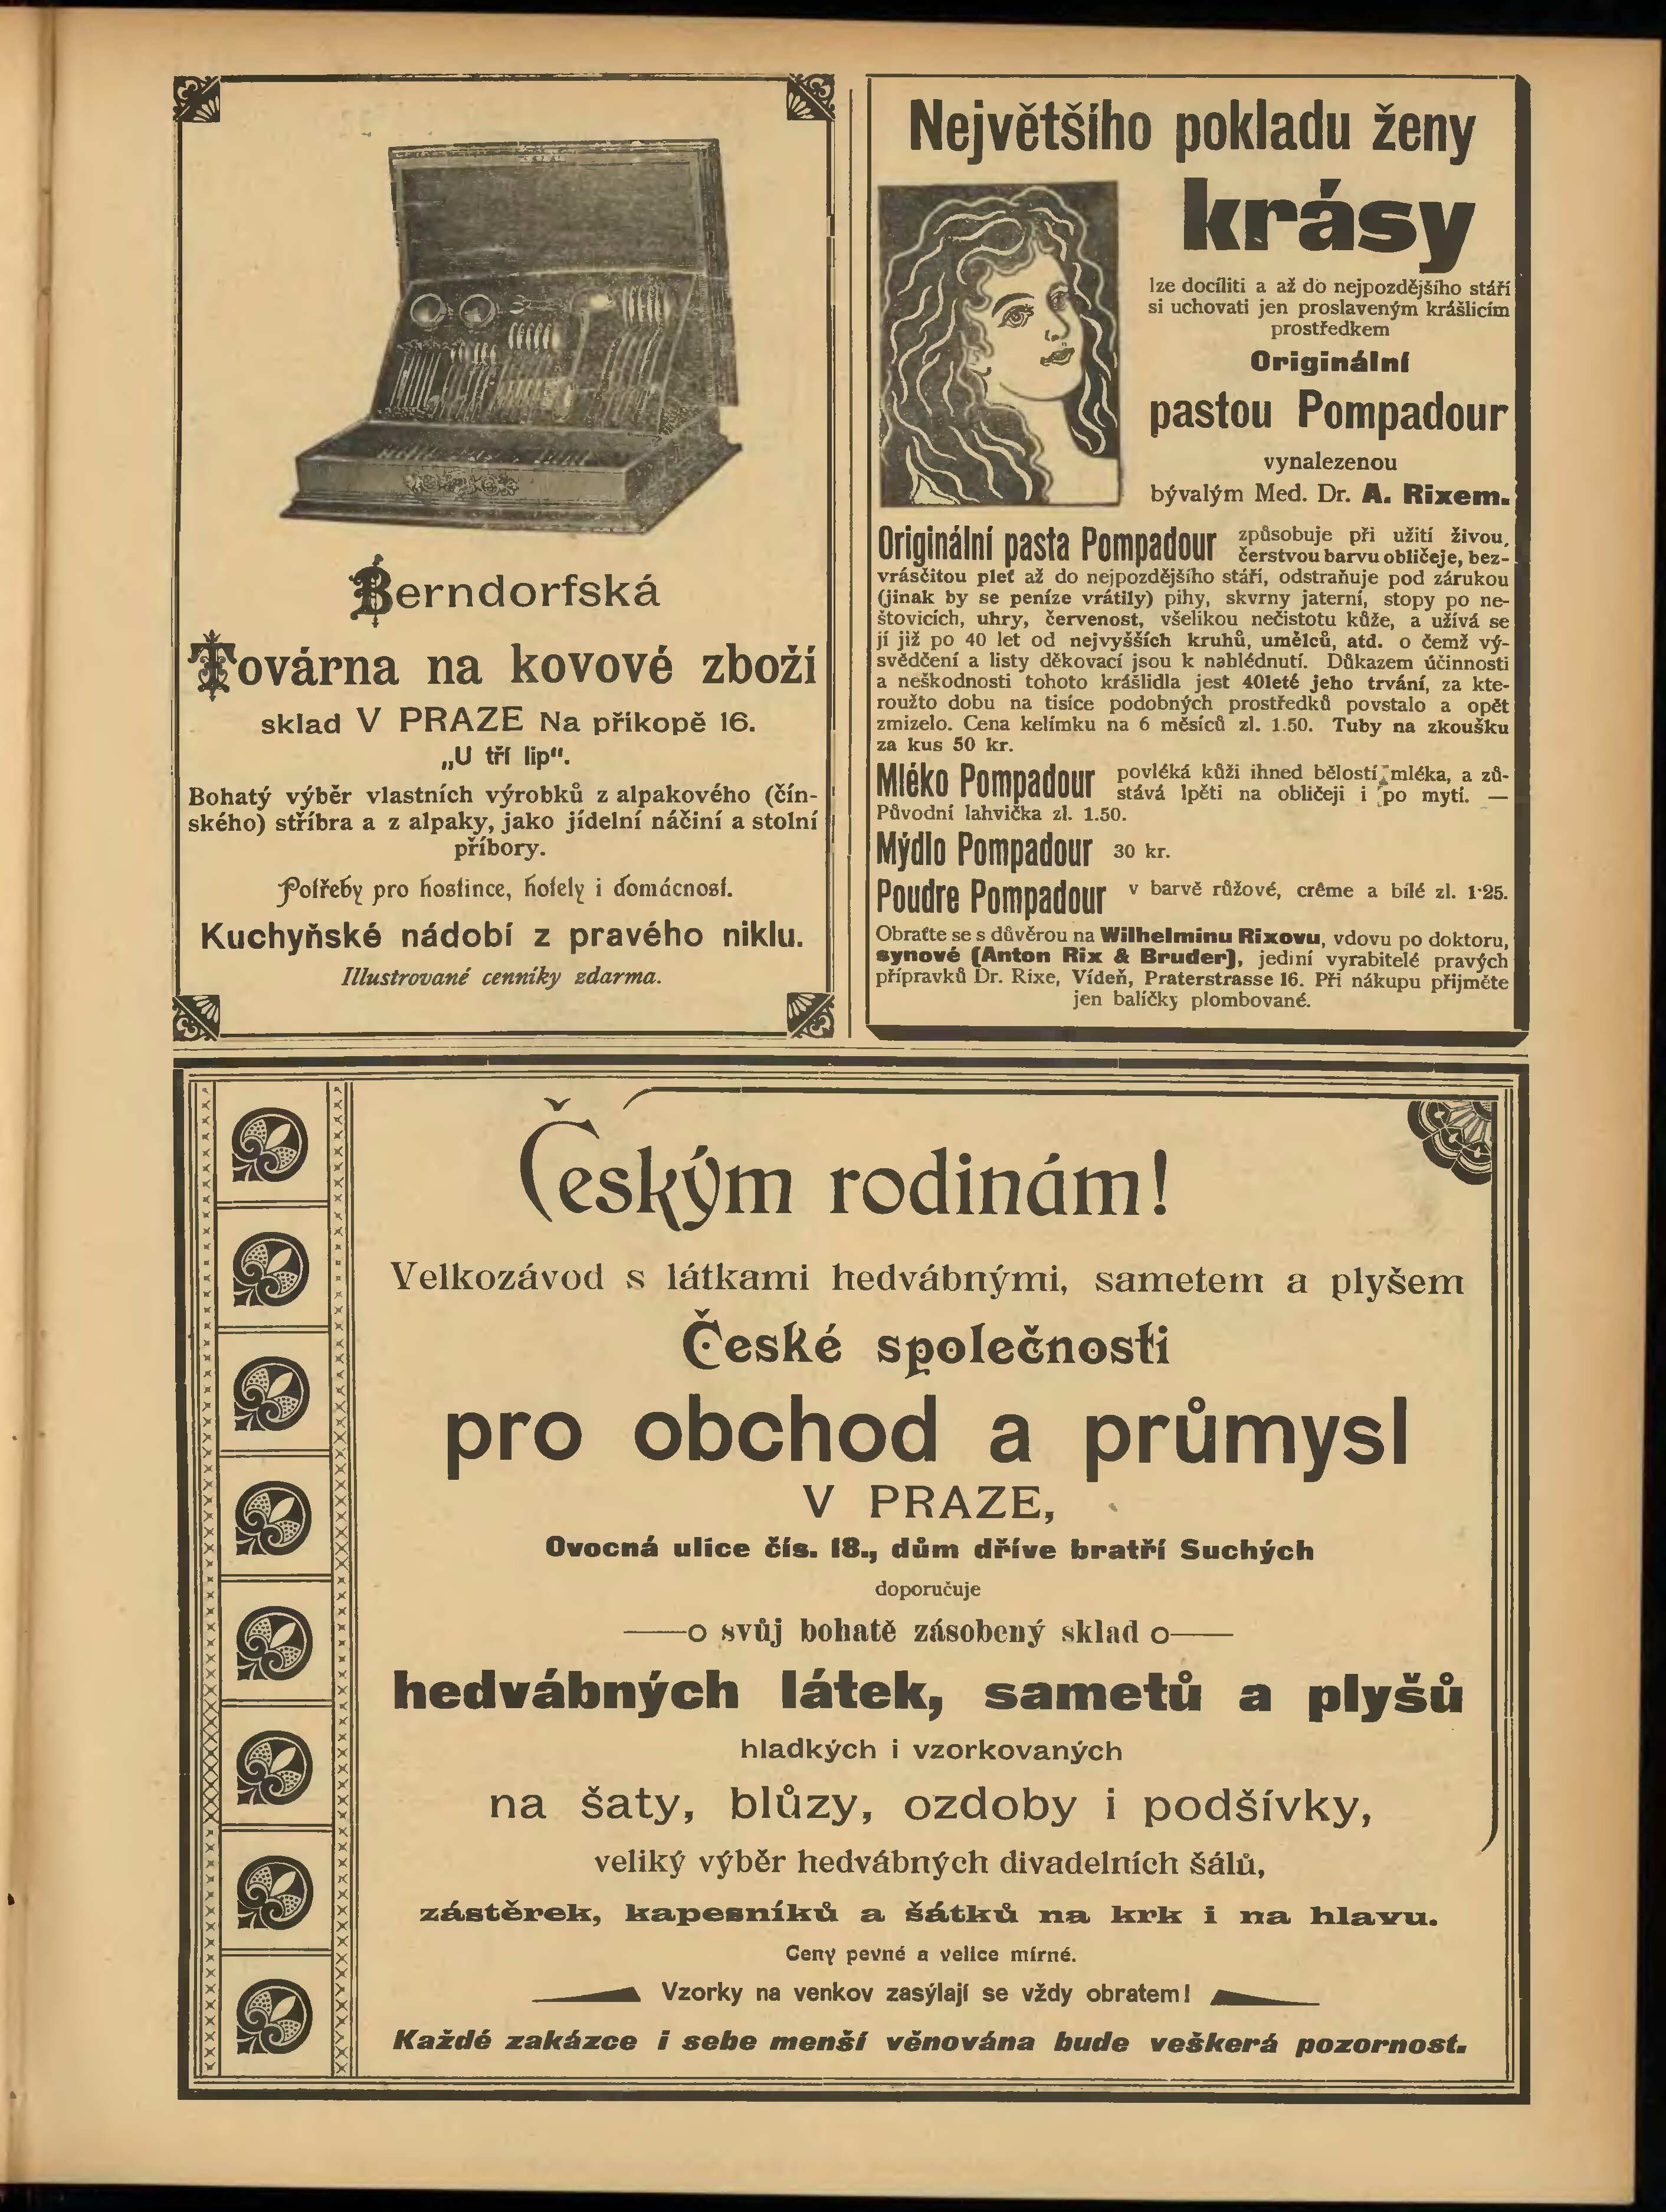 Berndorfská
Továrna na kovové zboží
sklad V PRAZE Na příkopě 16.
„U tří lip“.
Bohatý výběr vlastních výrobků z alpakového (čín-
ského) stříbra a z alpaky, jako jídelní náčiní a stolní
příbory.
Potřeby pro hostince, hotely i domácnost.
Kuchyňské nádobí z pravého niklu.
Illustrované cenníky zdarma.
Největšího pokladu ženy
krásy
lze docíliti a až do nejpozdějšího stáří
si uchovati jen proslaveným krášlicím
prostředkem
Originální
pastou Pompadour
vynalezenou
bývalým Med. Dr. A. Rixem.
Originální pasta Pompadour způsobuje při užití živou,
čerstvou barvu obličeje, bez-
vrásčitou pleť až do nejpozdějšího stáří, odstraňuje pod zárukou
(jinak by se peníze vrátily) pihy, skvrny jaterní, stopy po ne-
štovicích, uhry, červenost, všelikou nečistotu kůže, a užívá se
jí již po 40 let od nejvyšších kruhů, umělců, atd. o čemž vý-
svědčení a listy děkovací jsou k nahlédnutí. Důkazem účinnosti
a neškodnosti tohoto krášlidla jest 40leté jeho trvání, za kte-
roužto dobu na tisíce podobných prostředků povstalo a opět
zmizelo. Cena kelímku na 6 měsíců zl. 1.50. Tuby na zkoušku
za kus 50 kr.
Mléko Pompadour povléká kůži ihned bělostí mléka, a zů-
stává lpěti na obličeji i po mytí. —
Původní lahvička zl. 1.50.
Mýdlo Pompadour 30 kr.
Poudre Pompadour v barvě růžové, crême a bílé zl. 1·25.
Obraťte se s důvěrou na Wilhelminu Rixovu, vdovu po doktoru,
synové (Anton Rix & Bruder), jediní vyrabitelé pravých
přípravků Dr. Rixe, Vídeň, Praterstrasse 16. Při nákupu přijměte
jen balíčky plombované.
Českým rodinám!
Velkozávod s látkami hedvábnými, sametem a plyšem
České společnosti
pro obchod a průmysl
V PRAZE,
Ovocná ulice čís. 18., dům dříve bratří Suchých
doporučuje
svůj bohatě zásobený sklad
hedvábných látek, sametů a plyšů
hladkých i vzorkovaných
na šaty, blůzy, ozdoby i podšívky,
veliký výběr hedvábných divadelních šálů,
zástěrek, kapesníků a šátků na krk i na hlavu.
Ceny pevné a velice mírné.
Vzorky na venkov zasýlají se vždy obratem!
Každé zakázce i sebe menší věnována bude veškerá pozornost.